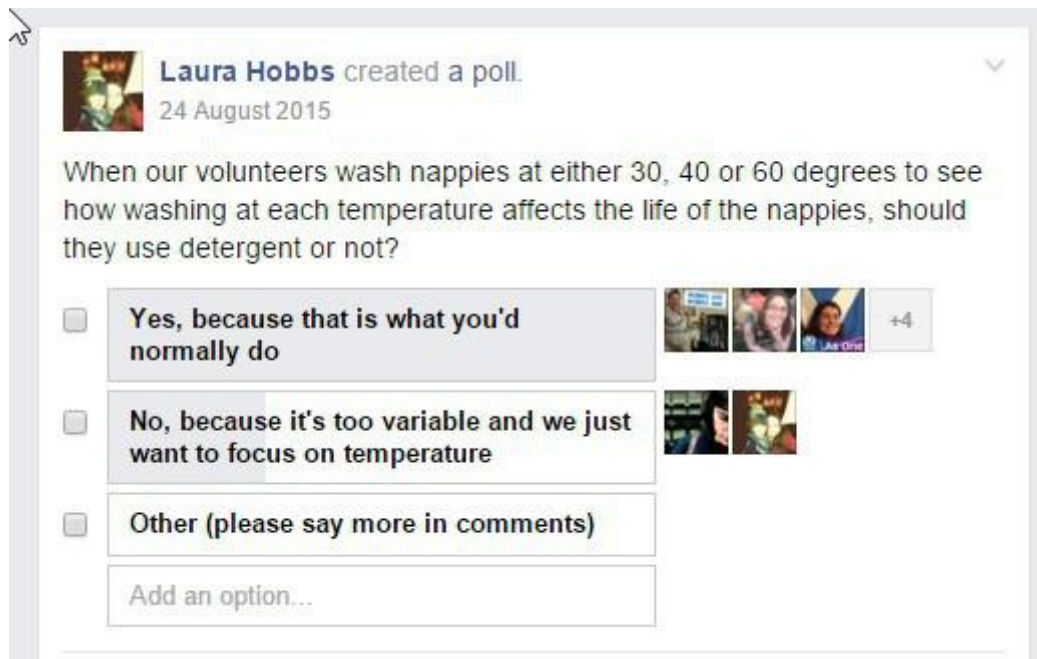 Laura Hobbs created a poll.
24 August 2015
When our volunteers wash nappies at either 30, 40 or 60 degrees to see
how washing at each temperature affects the life of the nappies, should
they use detergent or not?
Yes, because that is what you'd
normally do
+4
No, because it's too variable and we just
want to focus on temperature
Other (please say more in comments)
Add an option...